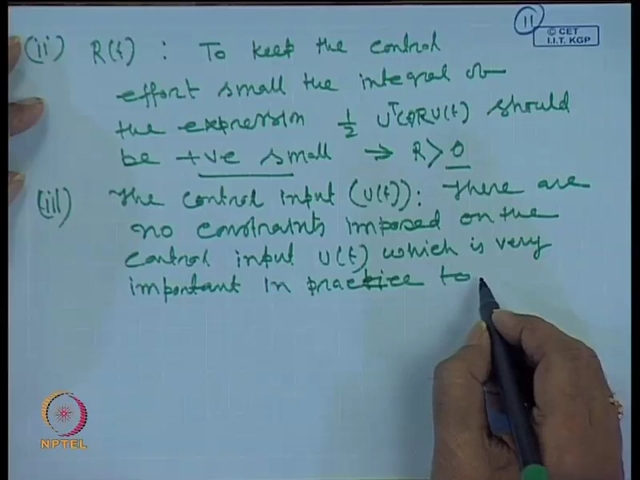 11
© CET
I.I.T. KGP
(ii) R(t) : To keep the control
effort small the integral of
the expression 1/2 Uᵀ(t)RU(t) should
be +ve small → R>0
(iii) The control input (U(t)): There are
no constraints imposed on the
control input U(t) which is very
important in practice to
NPTEL